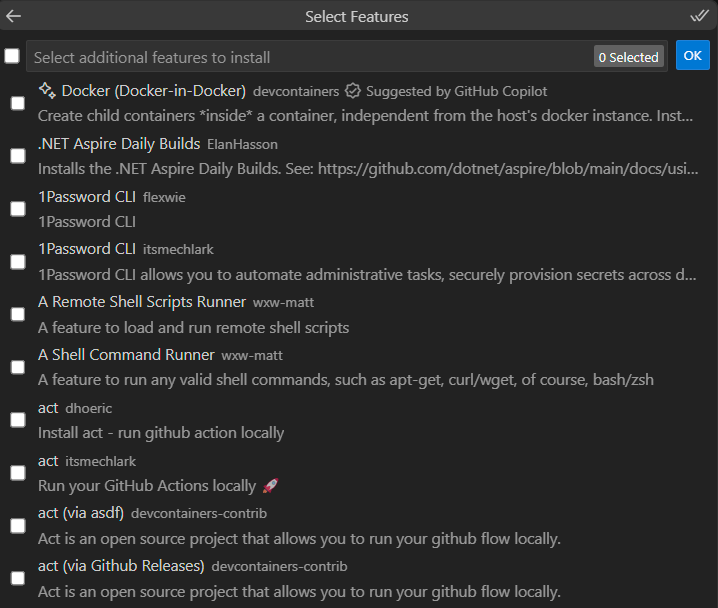 Select Features
Select additional features to install
0 Selected
OK
Docker (Docker-in-Docker) devcontainers Suggested by GitHub Copilot
Create child containers *inside* a container, independent from the host's docker instance. Inst...
.NET Aspire Daily Builds ElanHasson
Installs the .NET Aspire Daily Builds. See: https://github.com/dotnet/aspire/blob/main/docs/usi...
1Password CLI flexwie
1Password CLI
1Password CLI itsmechlark
1Password CLI allows you to automate administrative tasks, securely provision secrets across d...
A Remote Shell Scripts Runner wxw-matt
A feature to load and run remote shell scripts
A Shell Command Runner wxw-matt
A feature to run any valid shell commands, such as apt-get, curl/wget, of course, bash/zsh
act dhoeric
Install act - run github action locally
act itsmechlark
Run your GitHub Actions locally 🚀
act (via asdf) devcontainers-contrib
Act is an open source project that allows you to run your github flow locally.
act (via Github Releases) devcontainers-contrib
Act is an open source project that allows you to run your github flow locally.